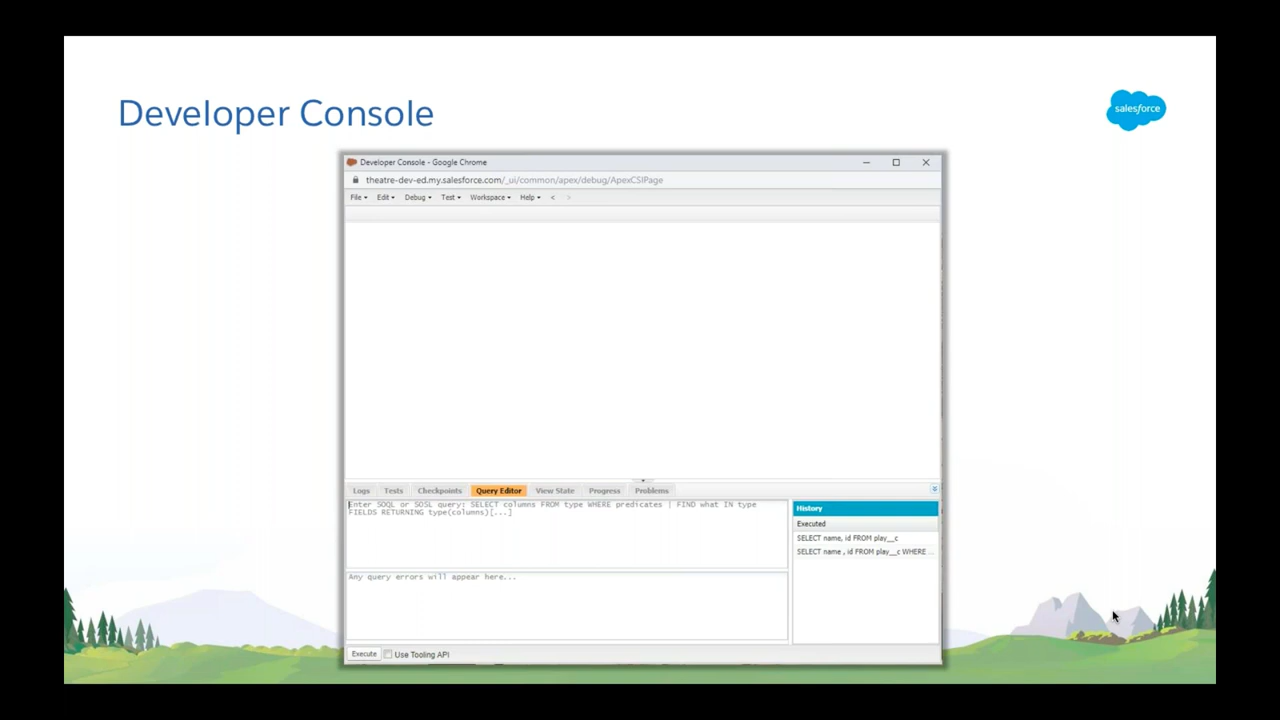 Developer Console
salesforce
Developer Console - Google Chrome
theatre-dev-ed.my.salesforce.com/_ui/common/apex/debug/ApexCSIPage
File Edit Debug Test Workspace Help < >
Logs Tests Checkpoints Query Editor View State Progress Problems
Enter SOQL or SOSL query: SELECT columns FROM type WHERE predicates | FIND what IN type
FIELDS RETURNING type(columns)[...]
History
Executed
SELECT name, id FROM play__c
SELECT name , id FROM play__c WHERE ...
Any query errors will appear here...
Execute Use Tooling API